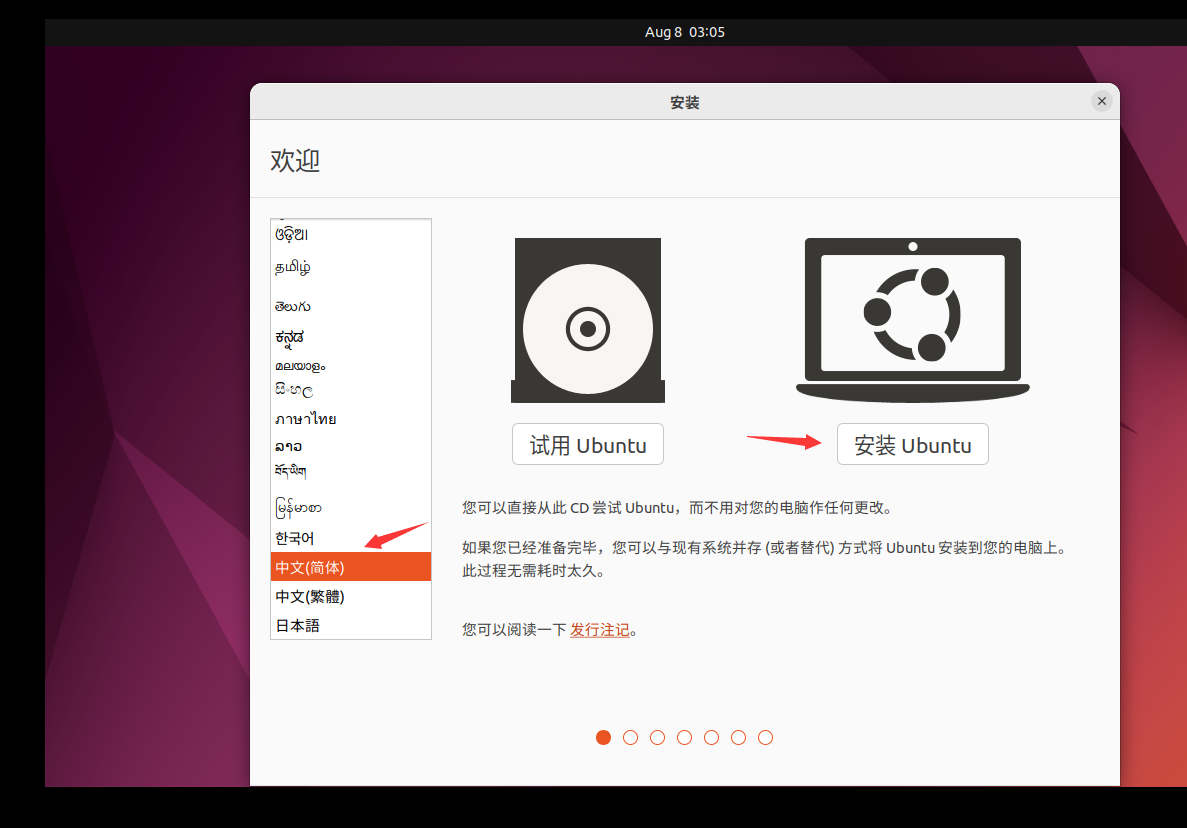 Aug 8 03:05
安装
欢迎
ଓଡ଼ିଆ
தமிழ்
తెలుగు
ಕನ್ನಡ
മലയാളം
සිංහල
ภาษาไทย
ລາວ
བོད་ཡིག
မြန်မာစာ
한국어
中文(简体)
中文(繁體)
日本語
试用 Ubuntu
安装 Ubuntu
您可以直接从此 CD 尝试 Ubuntu，而不用对您的电脑作任何更改。
如果您已经准备完毕，您可以与现有系统并存 (或者替代) 方式将 Ubuntu 安装到您的电脑上。
此过程无需耗时太久。
您可以阅读一下 发行注记。